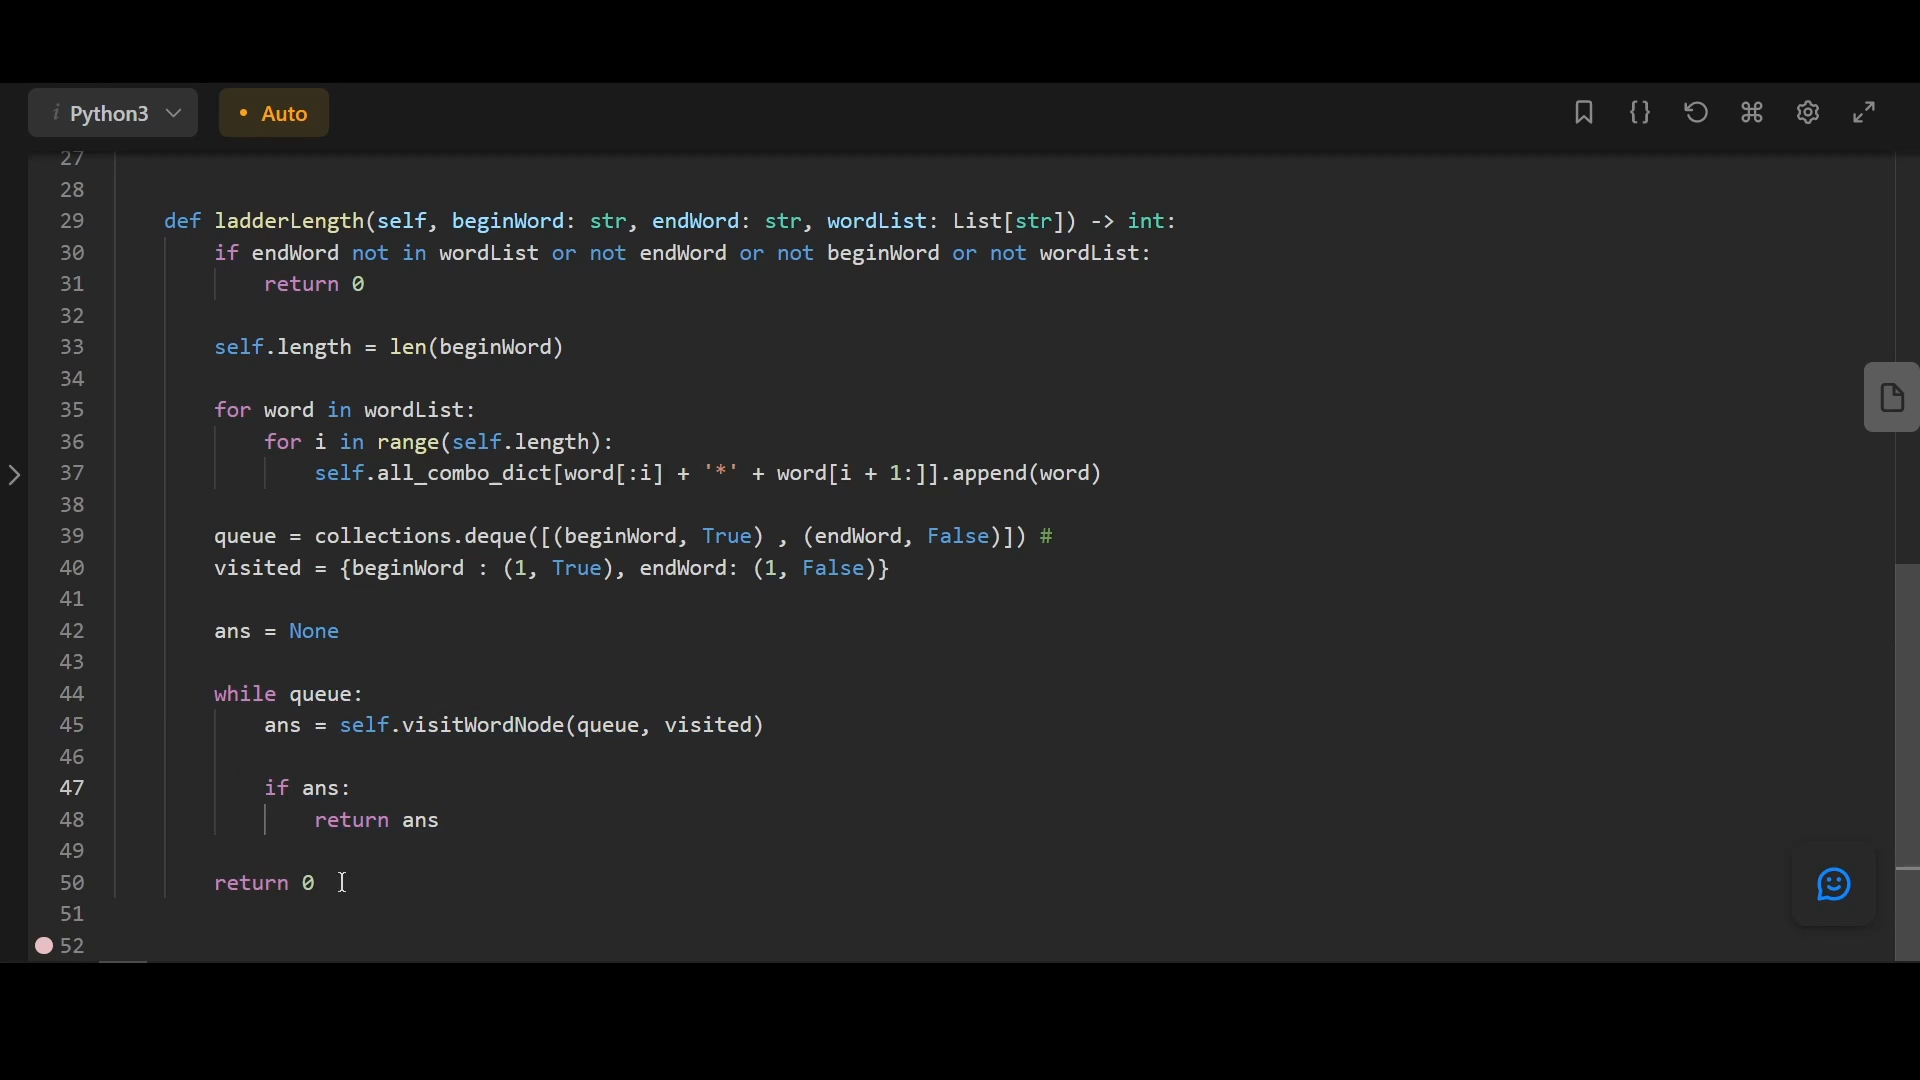 i Python3
• Auto
27
28
29 def ladderLength(self, beginWord: str, endWord: str, wordList: List[str]) -> int:
30 if endWord not in wordList or not endWord or not beginWord or not wordList:
31 return 0
32
33 self.length = len(beginWord)
34
35 for word in wordList:
36 for i in range(self.length):
37 self.all_combo_dict[word[:i] + '*' + word[i + 1:]].append(word)
38
39 queue = collections.deque([(beginWord, True) , (endWord, False)]) #
40 visited = {beginWord : (1, True), endWord: (1, False)}
41
42 ans = None
43
44 while queue:
45 ans = self.visitWordNode(queue, visited)
46
47 if ans:
48 return ans
49
50 return 0
51
52